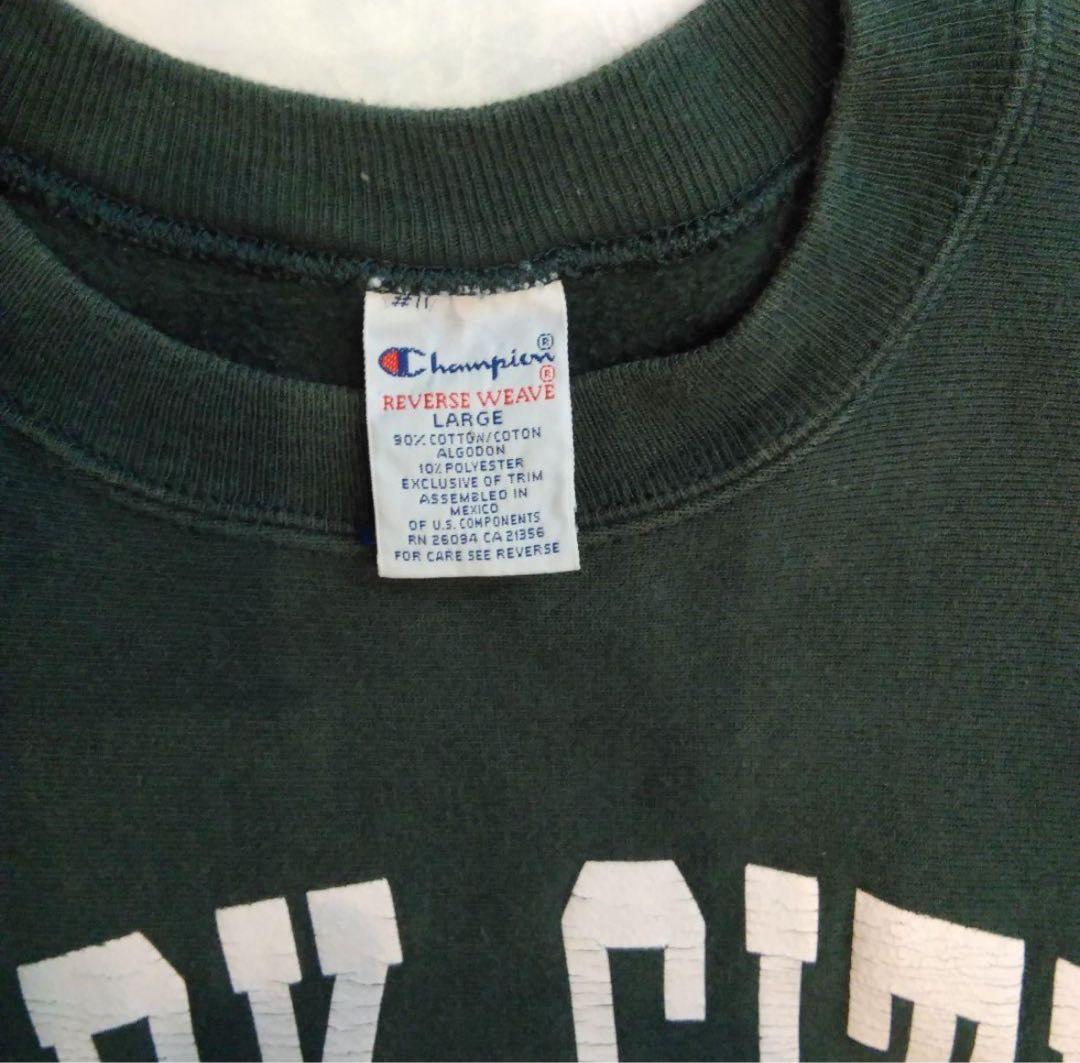 #11
Champion®
REVERSE WEAVE®
LARGE
90% COTTON/COTON
ALGODON
10% POLYESTER
EXCLUSIVE OF TRIM
ASSEMBLED IN
MEXICO
OF U.S. COMPONENTS
RN 26094 CA 21356
FOR CARE SEE REVERSE
CIT